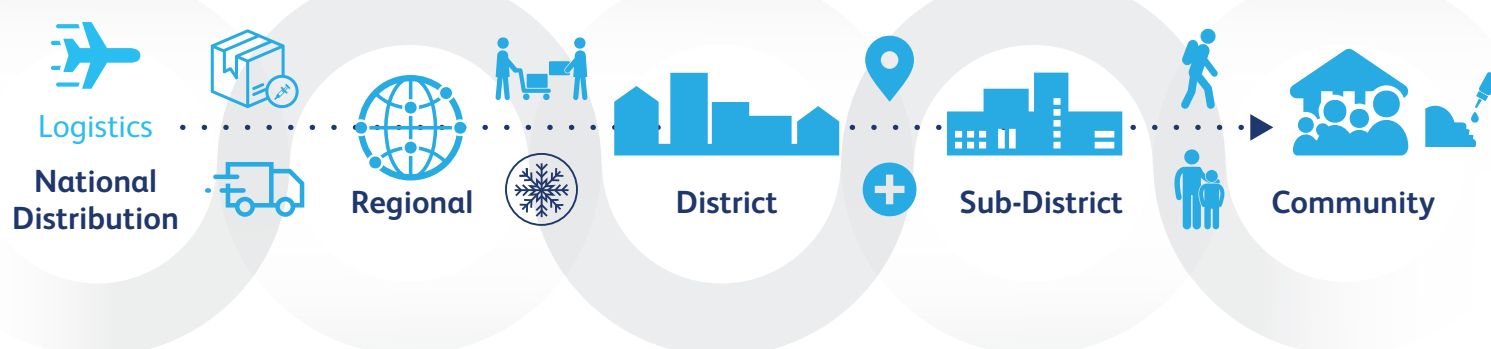 Logistics
National
Distribution
Regional
District
Sub-District
Community